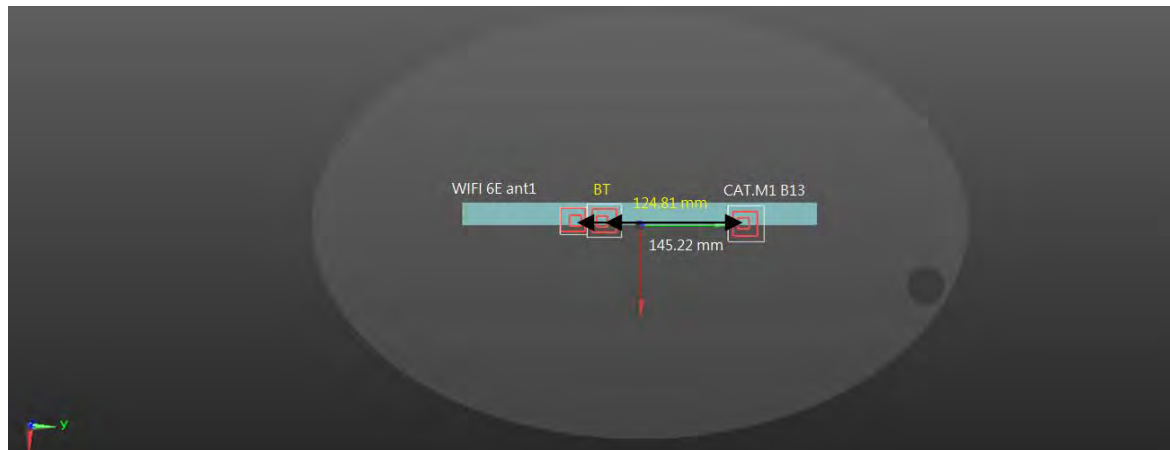 WIFI 6E ant1
BT
CAT.M1 B13
124.81 mm
145.22 mm
y